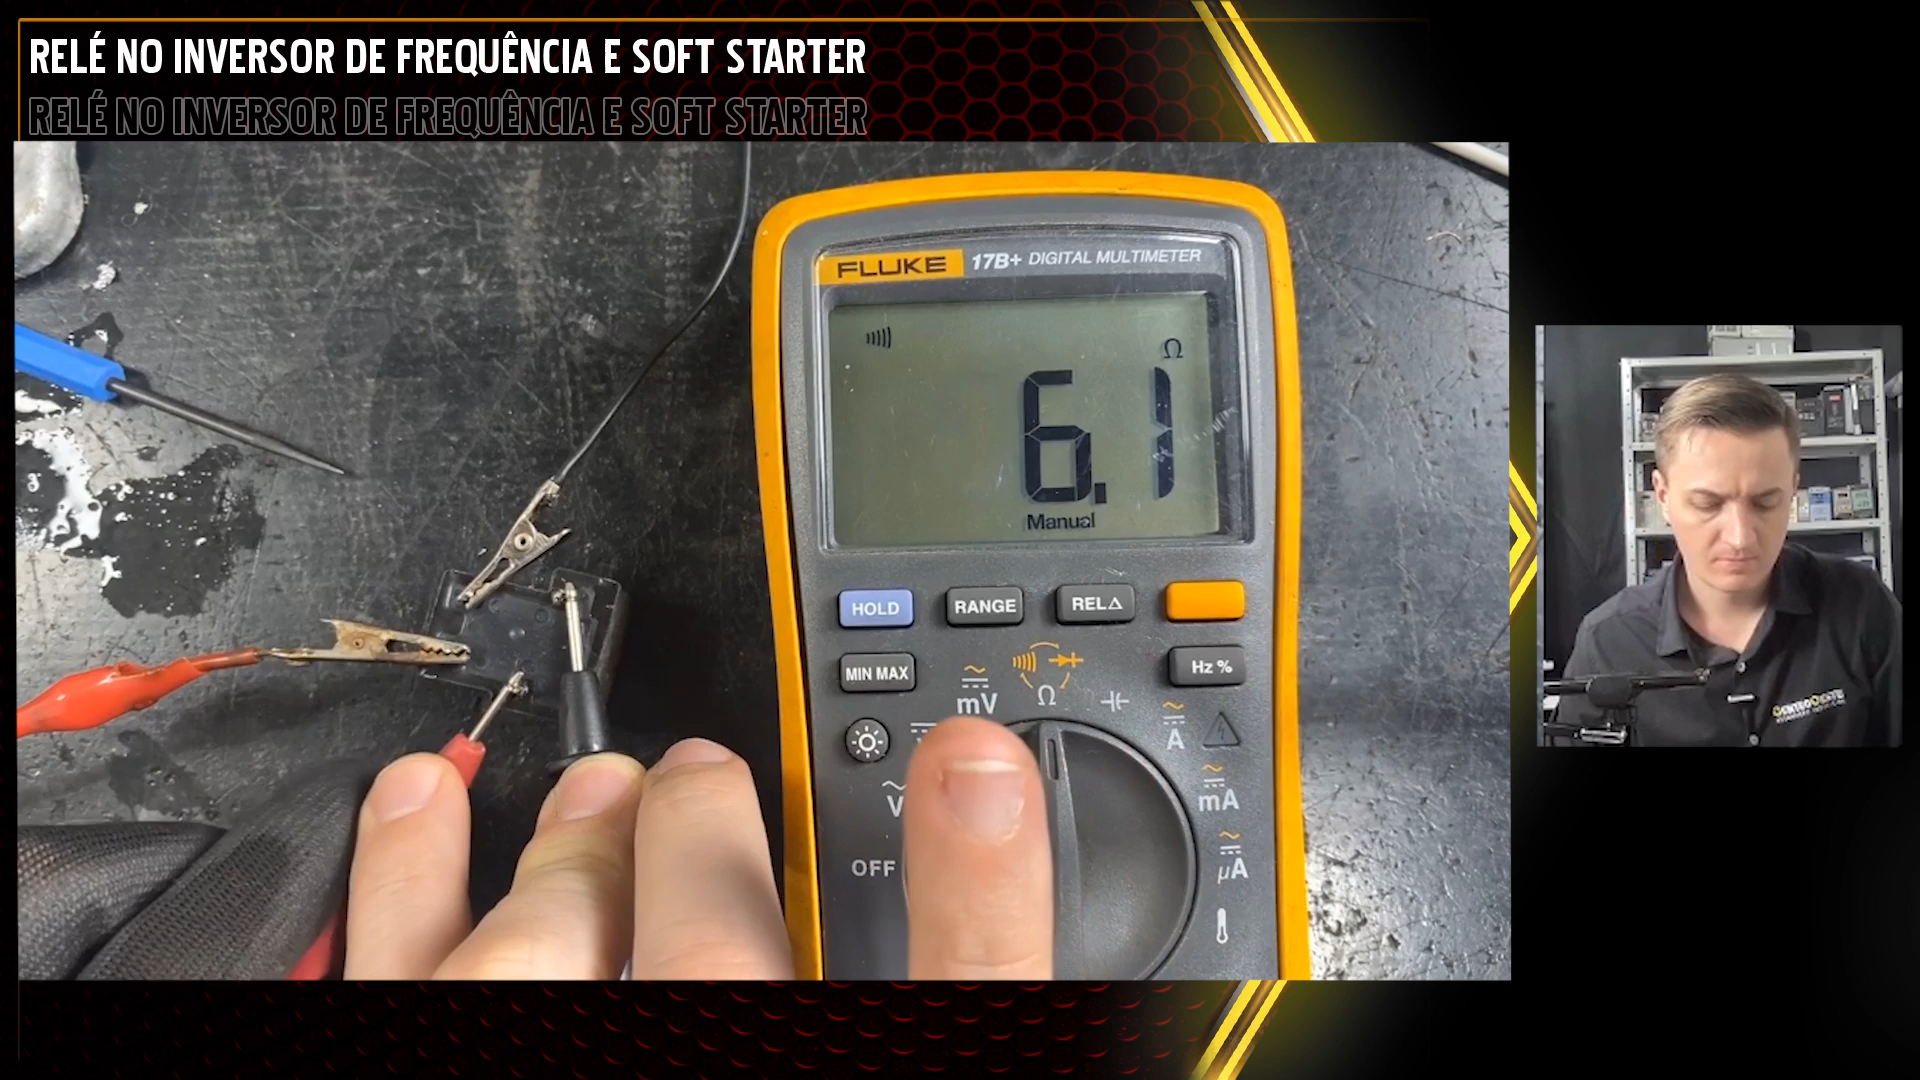 RELÉ NO INVERSOR DE FREQUÊNCIA E SOFT STARTER
RELÉ NO INVERSOR DE FREQUÊNCIA E SOFT STARTER
FLUKE 17B+ DIGITAL MULTIMETER
Ω
6.1
Manual
HOLD RANGE REL∆
MIN MAX Hz %
mV Ω A
V mA
OFF µA